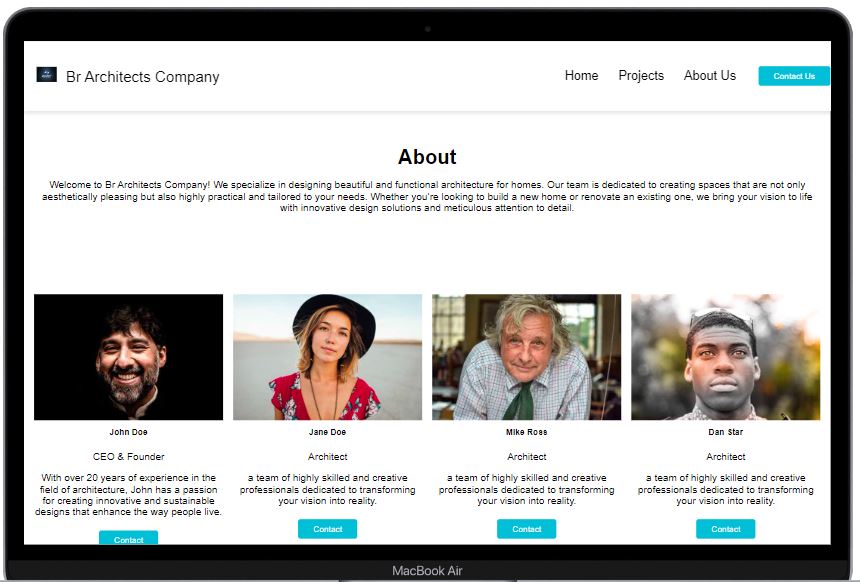 Br Architects Company
Home Projects About Us Contact Us
About
Welcome to Br Architects Company! We specialize in designing beautiful and functional architecture for homes. Our team is dedicated to creating spaces that are not only
aesthetically pleasing but also highly practical and tailored to your needs. Whether you're looking to build a new home or renovate an existing one, we bring your vision to life
with innovative design solutions and meticulous attention to detail.
John Doe
CEO & Founder
With over 20 years of experience in the
field of architecture, John has a passion
for creating innovative and sustainable
designs that enhance the way people live.
Contact
Jane Doe
Architect
a team of highly skilled and creative
professionals dedicated to transforming
your vision into reality.
Contact
Mike Ross
Architect
a team of highly skilled and creative
professionals dedicated to transforming
your vision into reality.
Contact
Dan Star
Architect
a team of highly skilled and creative
professionals dedicated to transforming
your vision into reality.
Contact
MacBook Air